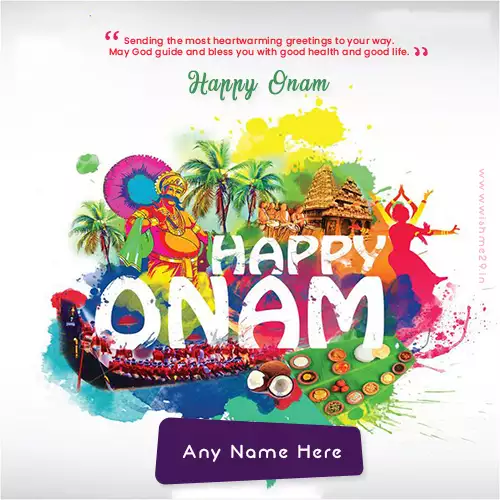 “ Sending the most heartwarming greetings to your way.
May God guide and bless you with good health and good life. ”
Happy Onam
www.wishme29.in/
HAPPY
ONAM
Any Name Here